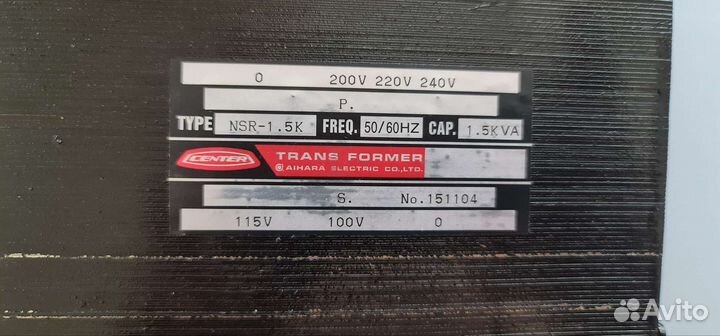 0 200V 220V 240V
P.
TYPE NSR-1.5K FREQ. 50/60HZ CAP. 1.5KVA
CENTER TRANS FORMER
AIHARA ELECTRIC CO.,LTD.
S. No.151104
115V 100V 0
Avito